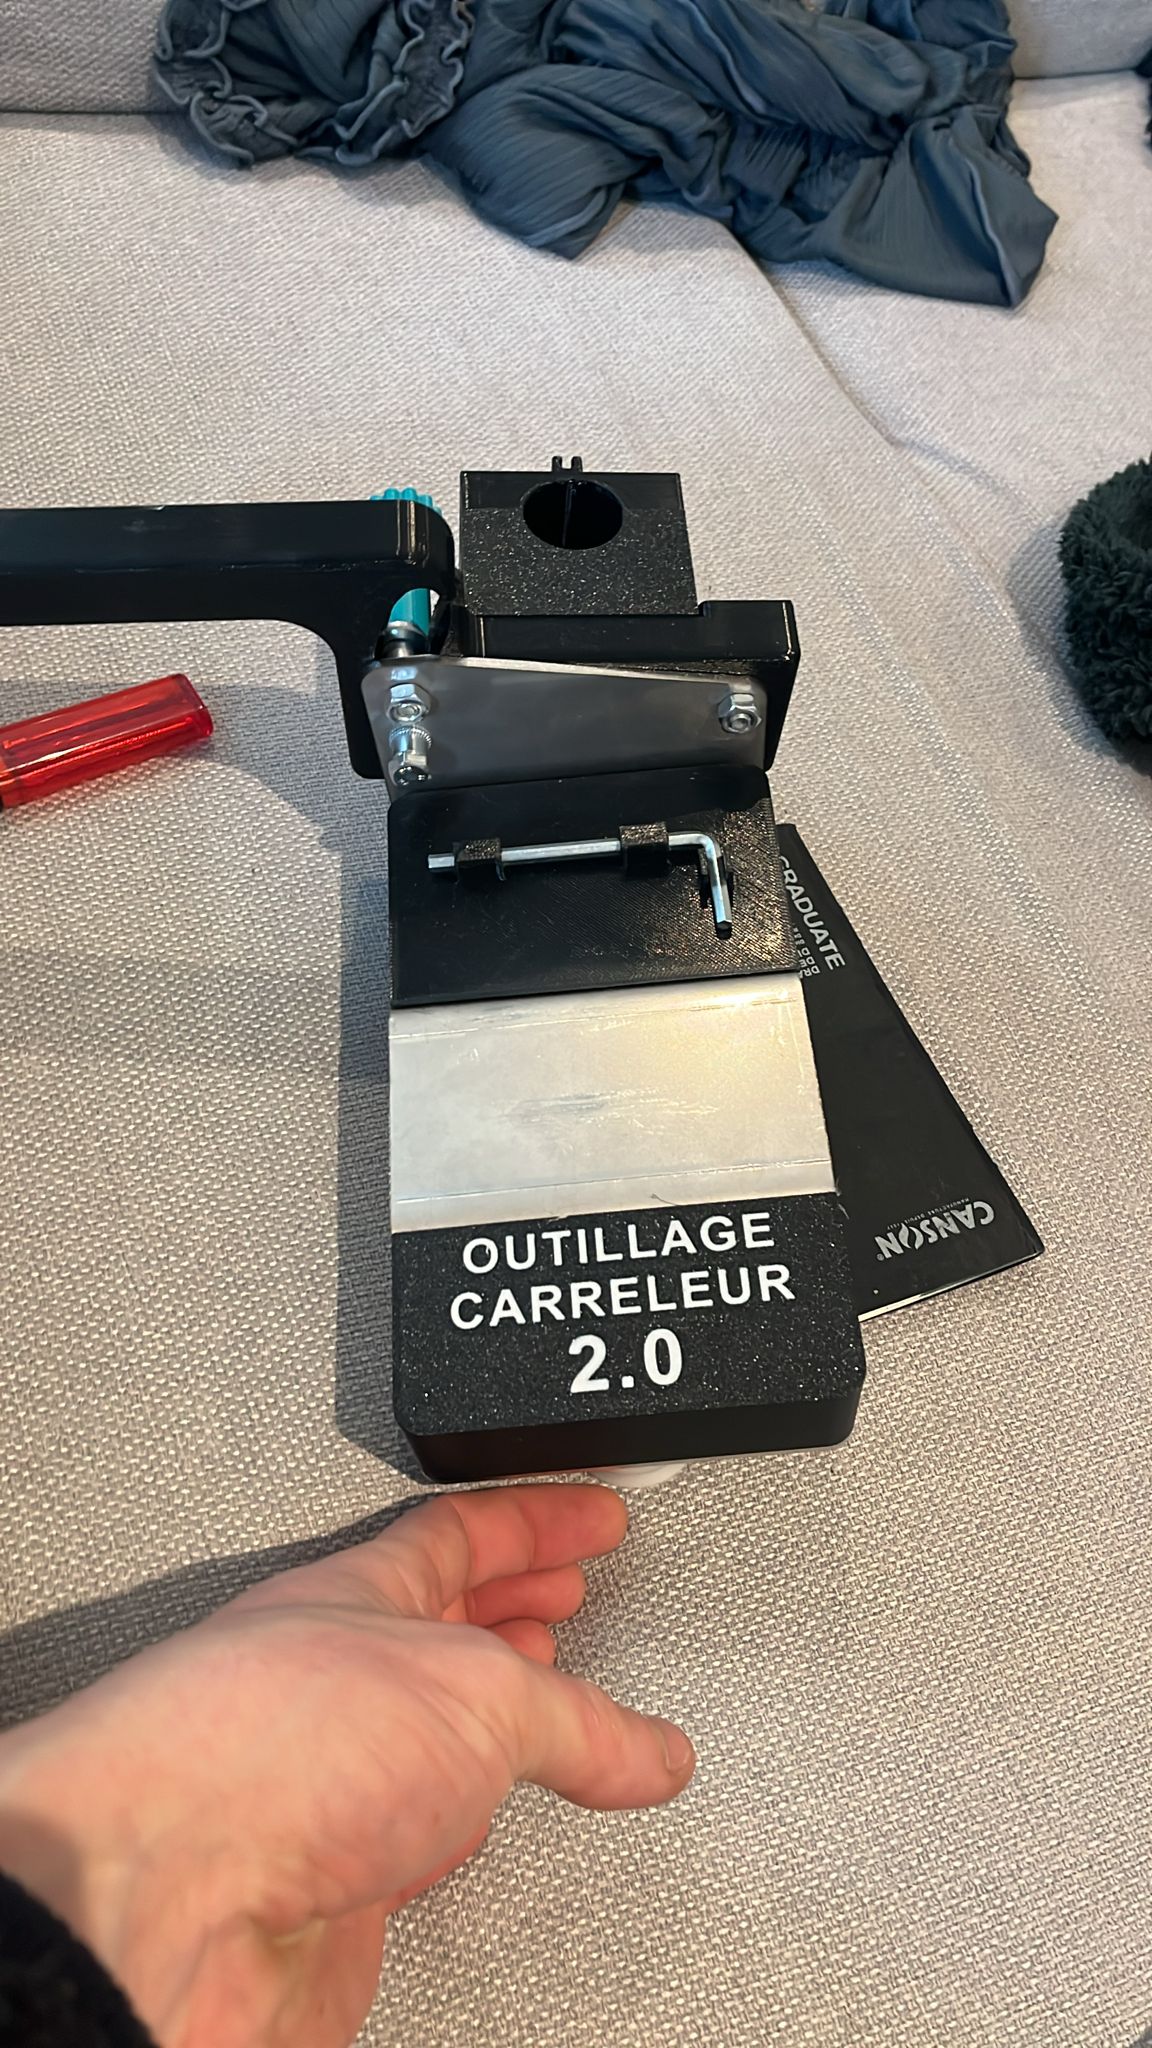 GRADUATE
CANSON
OUTILLAGE
CARRELEUR
2.0